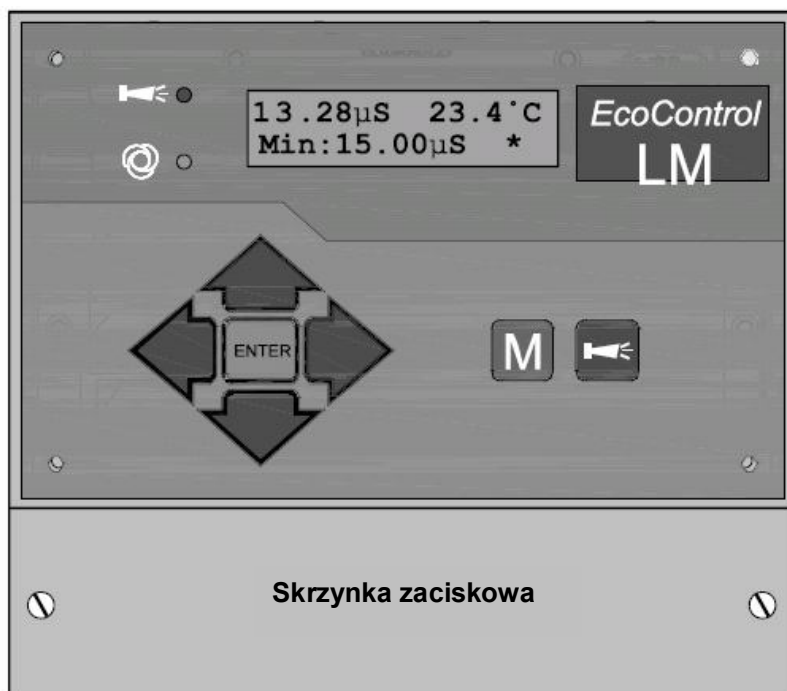 13.28µS 23.4°C
Min:15.00µS *
EcoControl
LM
ENTER
M
Skrzynka zaciskowa